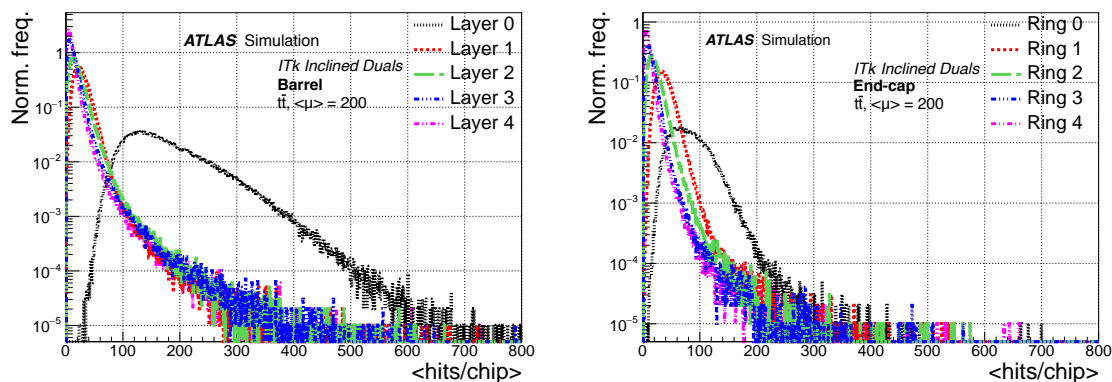 Norm. freq.
1
10⁻¹
10⁻²
10⁻³
10⁻⁴
10⁻⁵
ATLAS Simulation
ITk Inclined Duals
Barrel
tt̄, <μ> = 200
Layer 0
Layer 1
Layer 2
Layer 3
Layer 4
0 100 200 300 400 500 600 700 800
<hits/chip>
Norm. freq.
1
10⁻¹
10⁻²
10⁻³
10⁻⁴
10⁻⁵
ATLAS Simulation
ITk Inclined Duals
End-cap
tt̄, <μ> = 200
Ring 0
Ring 1
Ring 2
Ring 3
Ring 4
0 100 200 300 400 500 600 700 800
<hits/chip>